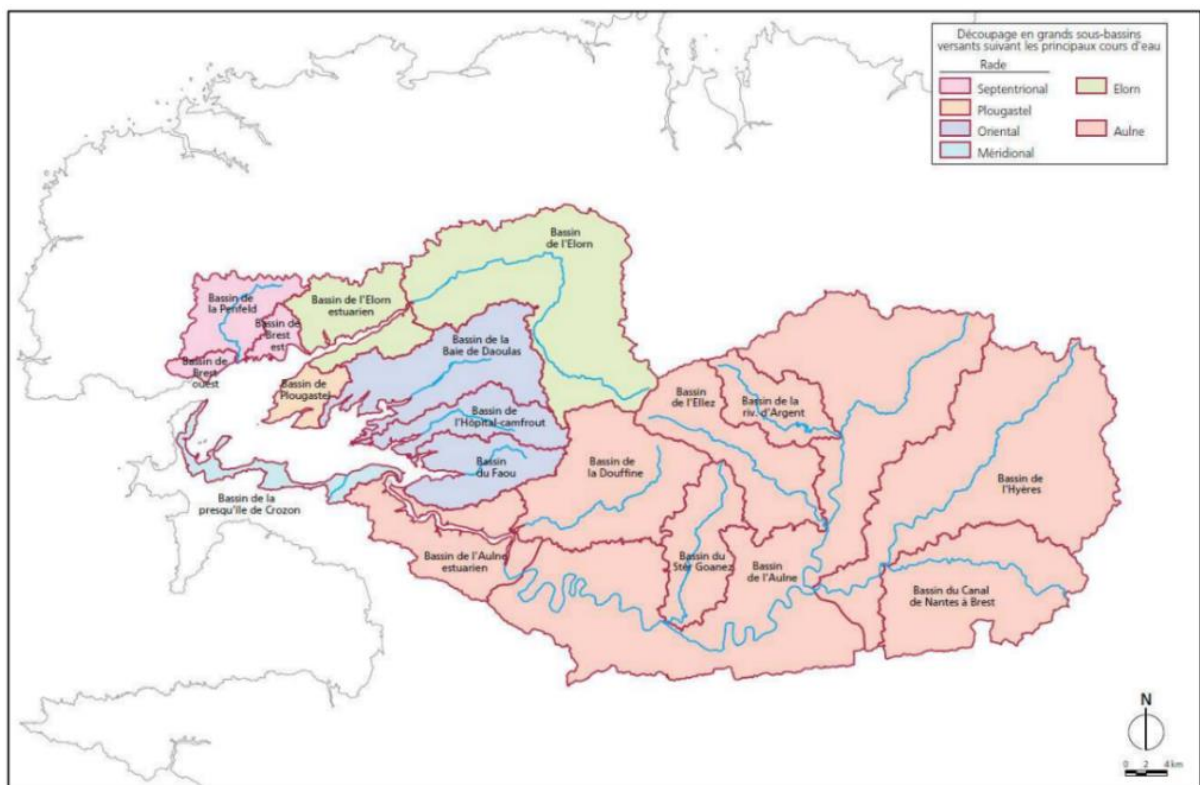 Découpage en grands sous-bassins
versants suivant les principaux cours d'eau
Rade
Septentrional
Elorn
Plougastel
Oriental
Aulne
Méridional
Bassin
de l'Elorn
Bassin de
la Penfeld
Bassin de l'Elorn
estuarien
Bassin de
Brest
est
Bassin de
Brest
ouest
Bassin de la
Baie de Daoulas
Bassin de
Plougastel
Bassin
de l'Ellez
Bassin de la
riv. d'Argent
Bassin de
l'Hôpital-camfrout
Bassin
du Faou
Bassin de
la Douffine
Bassin de
l'Hyères
Bassin de la
presqu'île de Crozon
Bassin de l'Aulne
estuarien
Bassin du
Ster Goanez
Bassin
de l'Aulne
Bassin du Canal
de Nantes à Brest
N
0 2 4 km